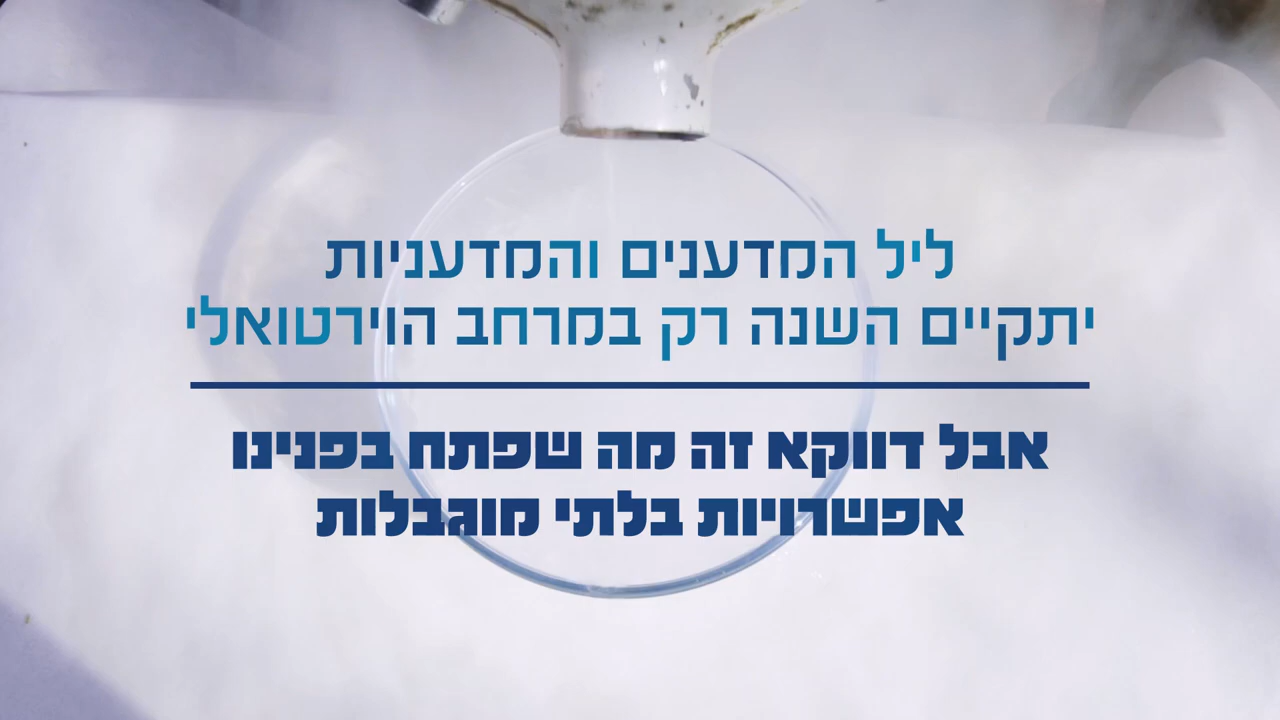 ליל המדענים והמדעניות
יתקיים השנה רק במרחב הוירטואלי
אבל דווקא זה מה שפתח בפנינו
אפשרויות בלתי מוגבלות